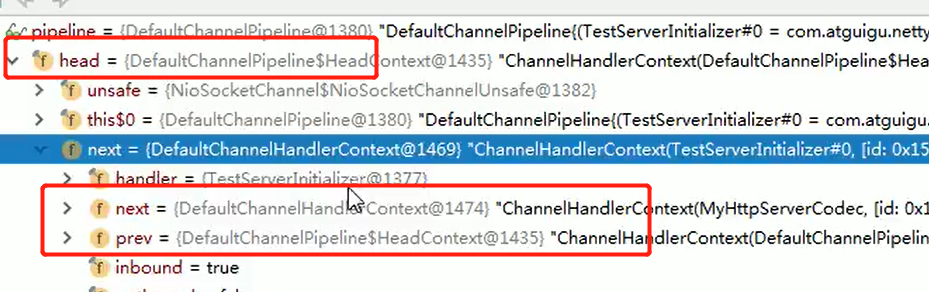 pipeline = {DefaultChannelPipeline@1380} "DefaultChannelPipeline{(TestServerInitializer#0 = com.atguigu.netty
f head = {DefaultChannelPipeline$HeadContext@1435} "ChannelHandlerContext(DefaultChannelPipeline$Hea
f unsafe = {NioSocketChannel$NioSocketChannelUnsafe@1382}
f this$0 = {DefaultChannelPipeline@1380} "DefaultChannelPipeline{(TestServerInitializer#0 = com.atgu
f next = {DefaultChannelHandlerContext@1469} "ChannelHandlerContext(TestServerInitializer#0, [id: 0x15
f handler = {TestServerInitializer@1377}
f next = {DefaultChannelHandlerContext@1474} "ChannelHandlerContext(MyHttpServerCodec, [id: 0x1
f prev = {DefaultChannelPipeline$HeadContext@1435} "ChannelHandlerContext(DefaultChannelPipelin
f inbound = true